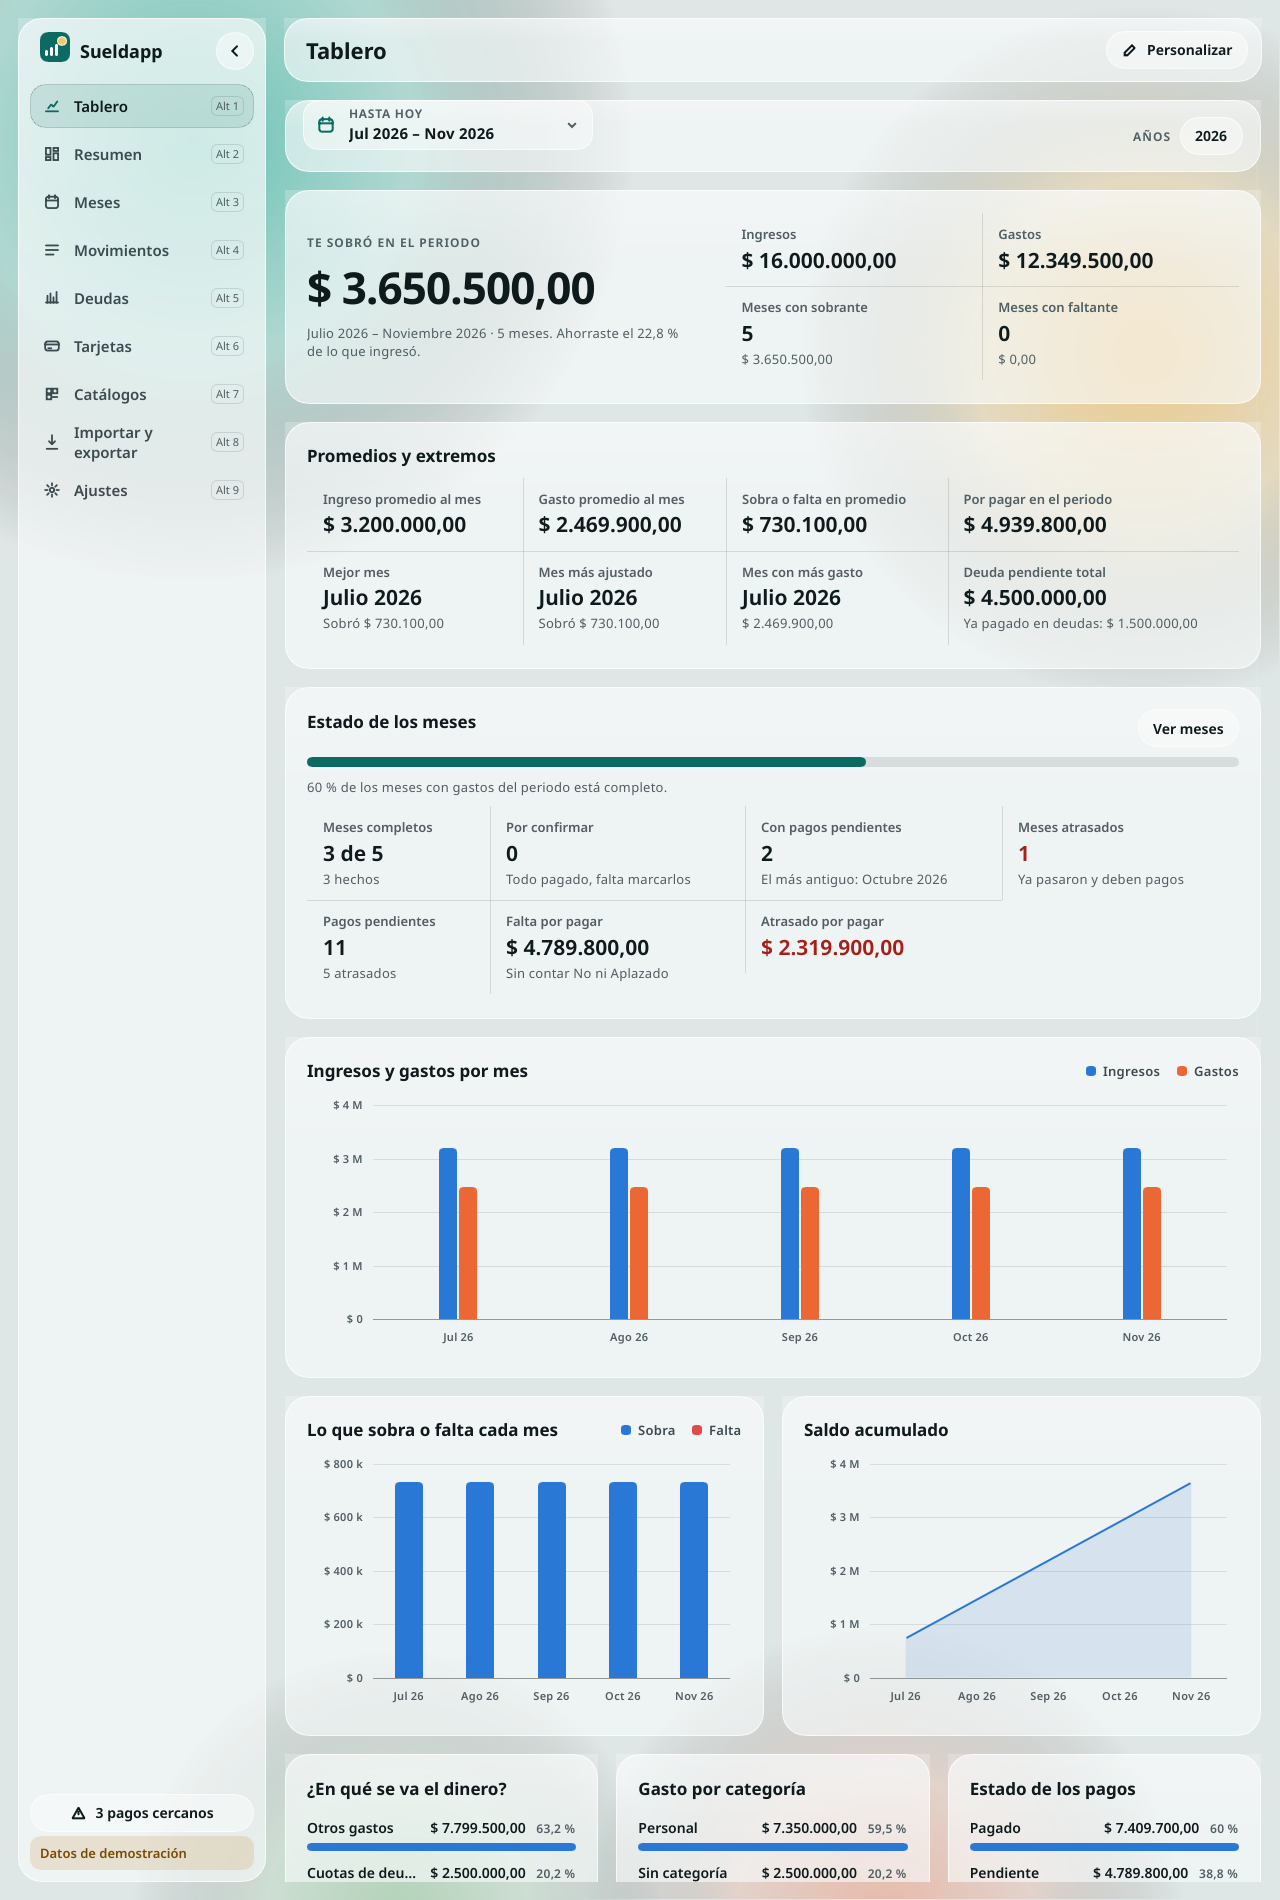 Sueldapp
Tablero Alt 1
Resumen Alt 2
Meses Alt 3
Movimientos Alt 4
Deudas Alt 5
Tarjetas Alt 6
Catálogos Alt 7
Importar y
exportar Alt 8
Ajustes Alt 9
3 pagos cercanos
Datos de demostración
Tablero
Personalizar
HASTA HOY
Jul 2026 – Nov 2026
AÑOS 2026
TE SOBRÓ EN EL PERIODO
$ 3.650.500,00
Julio 2026 – Noviembre 2026 · 5 meses. Ahorraste el 22,8 %
de lo que ingresó.
Ingresos
$ 16.000.000,00
Gastos
$ 12.349.500,00
Meses con sobrante
5
$ 3.650.500,00
Meses con faltante
0
$ 0,00
Promedios y extremos
Ingreso promedio al mes
$ 3.200.000,00
Gasto promedio al mes
$ 2.469.900,00
Sobra o falta en promedio
$ 730.100,00
Por pagar en el periodo
$ 4.939.800,00
Mejor mes
Julio 2026
Sobró $ 730.100,00
Mes más ajustado
Julio 2026
Sobró $ 730.100,00
Mes con más gasto
Julio 2026
$ 2.469.900,00
Deuda pendiente total
$ 4.500.000,00
Ya pagado en deudas: $ 1.500.000,00
Estado de los meses
Ver meses
60 % de los meses con gastos del periodo está completo.
Meses completos
3 de 5
3 hechos
Por confirmar
0
Todo pagado, falta marcarlos
Con pagos pendientes
2
El más antiguo: Octubre 2026
Meses atrasados
1
Ya pasaron y deben pagos
Pagos pendientes
11
5 atrasados
Falta por pagar
$ 4.789.800,00
Sin contar No ni Aplazado
Atrasado por pagar
$ 2.319.900,00
Ingresos y gastos por mes
Ingresos Gastos
$ 4 M
$ 3 M
$ 2 M
$ 1 M
$ 0
Jul 26 Ago 26 Sep 26 Oct 26 Nov 26
Lo que sobra o falta cada mes
Sobra Falta
$ 800 k
$ 600 k
$ 400 k
$ 200 k
$ 0
Jul 26 Ago 26 Sep 26 Oct 26 Nov 26
Saldo acumulado
$ 4 M
$ 3 M
$ 2 M
$ 1 M
$ 0
Jul 26 Ago 26 Sep 26 Oct 26 Nov 26
¿En qué se va el dinero?
Otros gastos $ 7.799.500,00 63,2 %
Cuotas de deu... $ 2.500.000,00 20,2 %
Gasto por categoría
Personal $ 7.350.000,00 59,5 %
Sin categoría $ 2.500.000,00 20,2 %
Estado de los pagos
Pagado $ 7.409.700,00 60 %
Pendiente $ 4.789.800,00 38,8 %